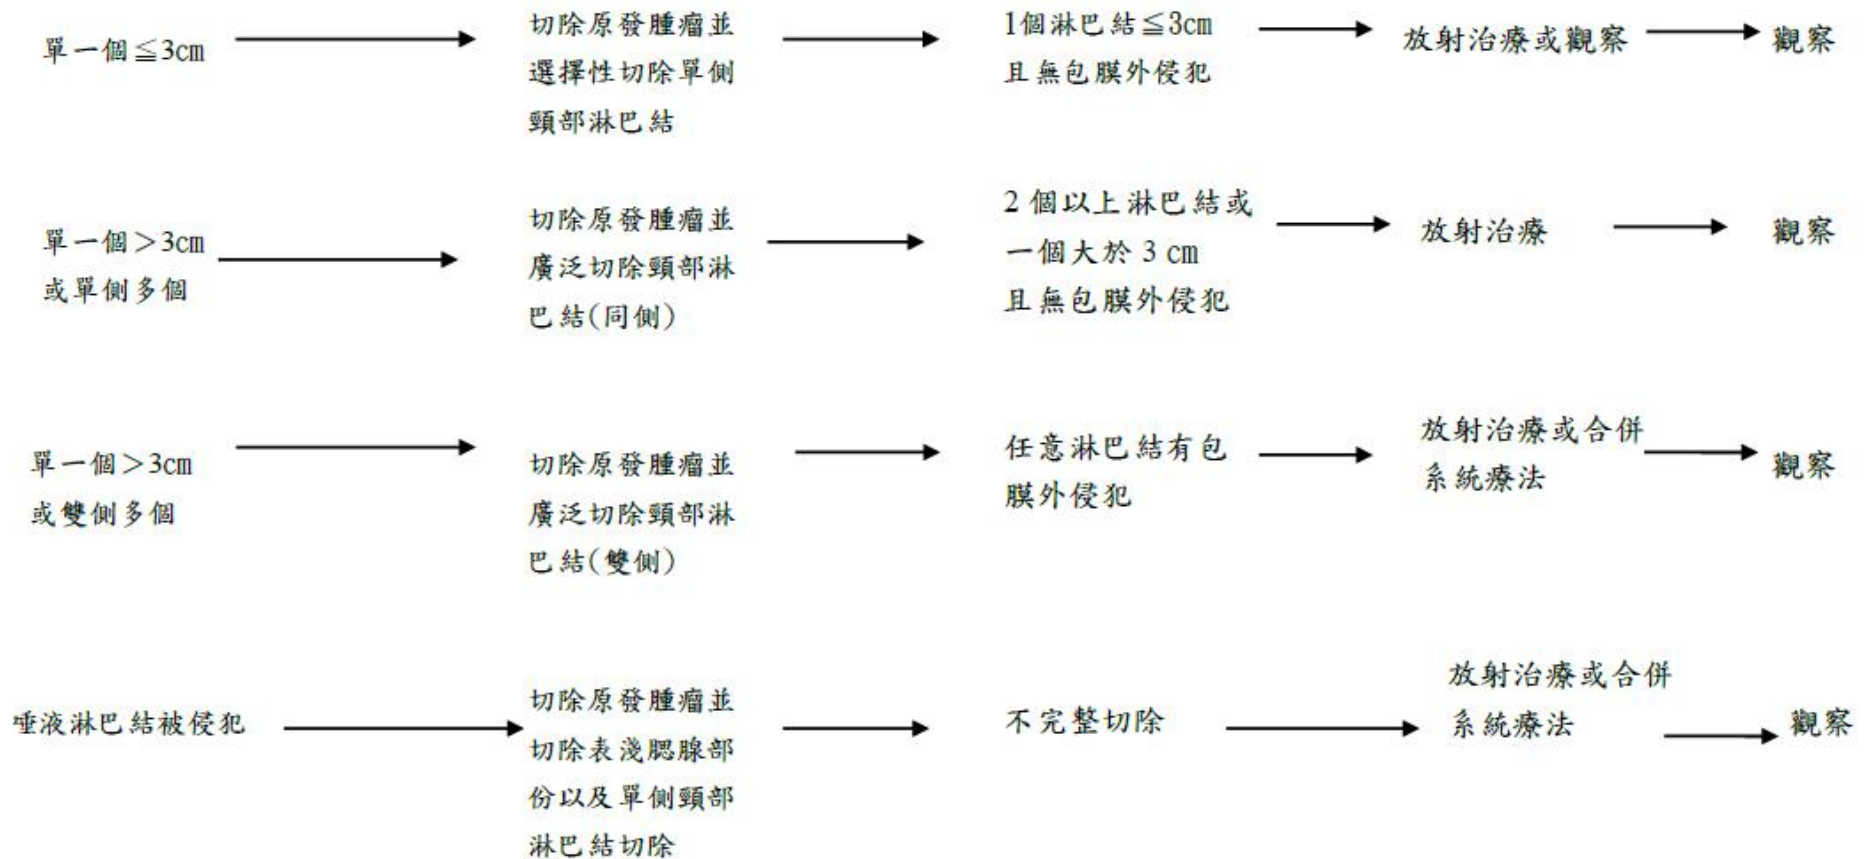 單一個≦3cm
切除原發腫瘤並
選擇性切除單側
頸部淋巴結
1個淋巴結≦3cm
且無包膜外侵犯
放射治療或觀察
觀察
單一個＞3cm
或單側多個
切除原發腫瘤並
廣泛切除頸部淋
巴結(同側)
2 個以上淋巴結或
一個大於 3 cm
且無包膜外侵犯
放射治療
觀察
單一個＞3cm
或雙側多個
切除原發腫瘤並
廣泛切除頸部淋
巴結(雙側)
任意淋巴結有包
膜外侵犯
放射治療或合併
系統療法
觀察
唾液淋巴結被侵犯
切除原發腫瘤並
切除表淺腮腺部
份以及單側頸部
淋巴結切除
不完整切除
放射治療或合併
系統療法
觀察